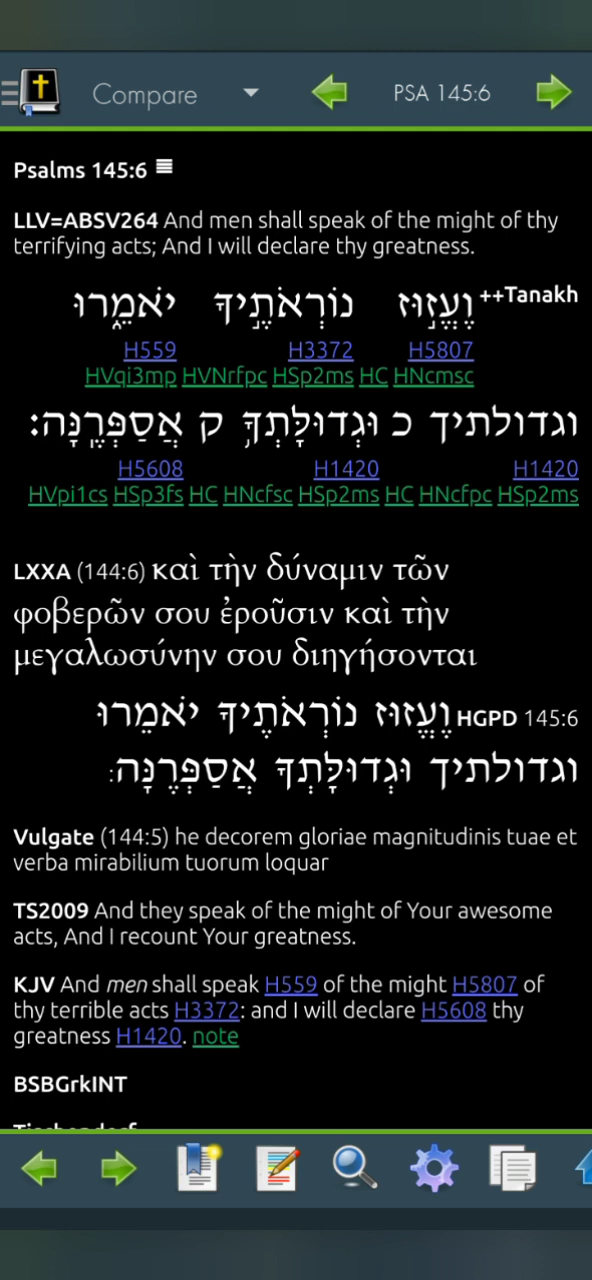 Compare
PSA 145:6
Psalms 145:6
LLV=ABSV264 And men shall speak of the might of thy
terrifying acts; And I will declare thy greatness.
++Tanakh וֶעֱז֣וּז נוֹרְאֹתֶ֣יךָ יֹאמֵ֑רוּ
H5807 H3372 H559
HVqi3mp HVNrfpc HSp2ms HC HNcmsc
וגדולתיך כ וּגְדוּלָּתְךָ֥ ק אֲסַפְּרֶֽנָּה׃
H1420 H1420 H5608
HVpi1cs HSp3fs HC HNcfsc HSp2ms HC HNcfpc HSp2ms
LXXA (144:6) καὶ τὴν δύναμιν τῶν
φοβερῶν σου ἐροῦσιν καὶ τὴν
μεγαλωσύνην σου διηγήσονται
HGPD 145:6 וֶעֱזוּז נוֹרְאֹתֶיךָ יֹאמֵרוּ
וגדולתיך וּגְדוּלָּתְךָ אֲסַפְּרֶנָּה:
Vulgate (144:5) he decorem gloriae magnitudinis tuae et
verba mirabilium tuorum loquar
TS2009 And they speak of the might of Your awesome
acts, And I recount Your greatness.
KJV And men shall speak H559 of the might H5807 of
thy terrible acts H3372: and I will declare H5608 thy
greatness H1420. note
BSBGrkINT